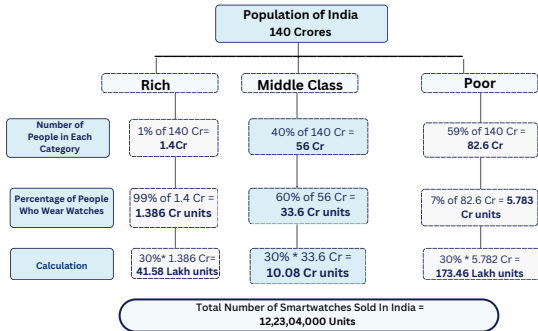 Population of India
140 Crores
Rich
Middle Class
Poor
Number of
People in Each
Category
1% of 140 Cr=
1.4Cr
40% of 140 Cr =
56 Cr
59% of 140 Cr =
82.6 Cr
Percentage of People
Who Wear Watches
99% of 1.4 Cr=
1.386 Cr units
60% of 56 Cr =
33.6 Cr units
7% of 82.6 Cr = 5.783
Cr units
Calculation
30%* 1.386 Cr=
41.58 Lakh units
30% * 33.6 Cr =
10.08 Cr units
30% * 5.782 Cr =
173.46 Lakh units
Total Number of Smartwatches Sold In India =
12,23,04,000 Units